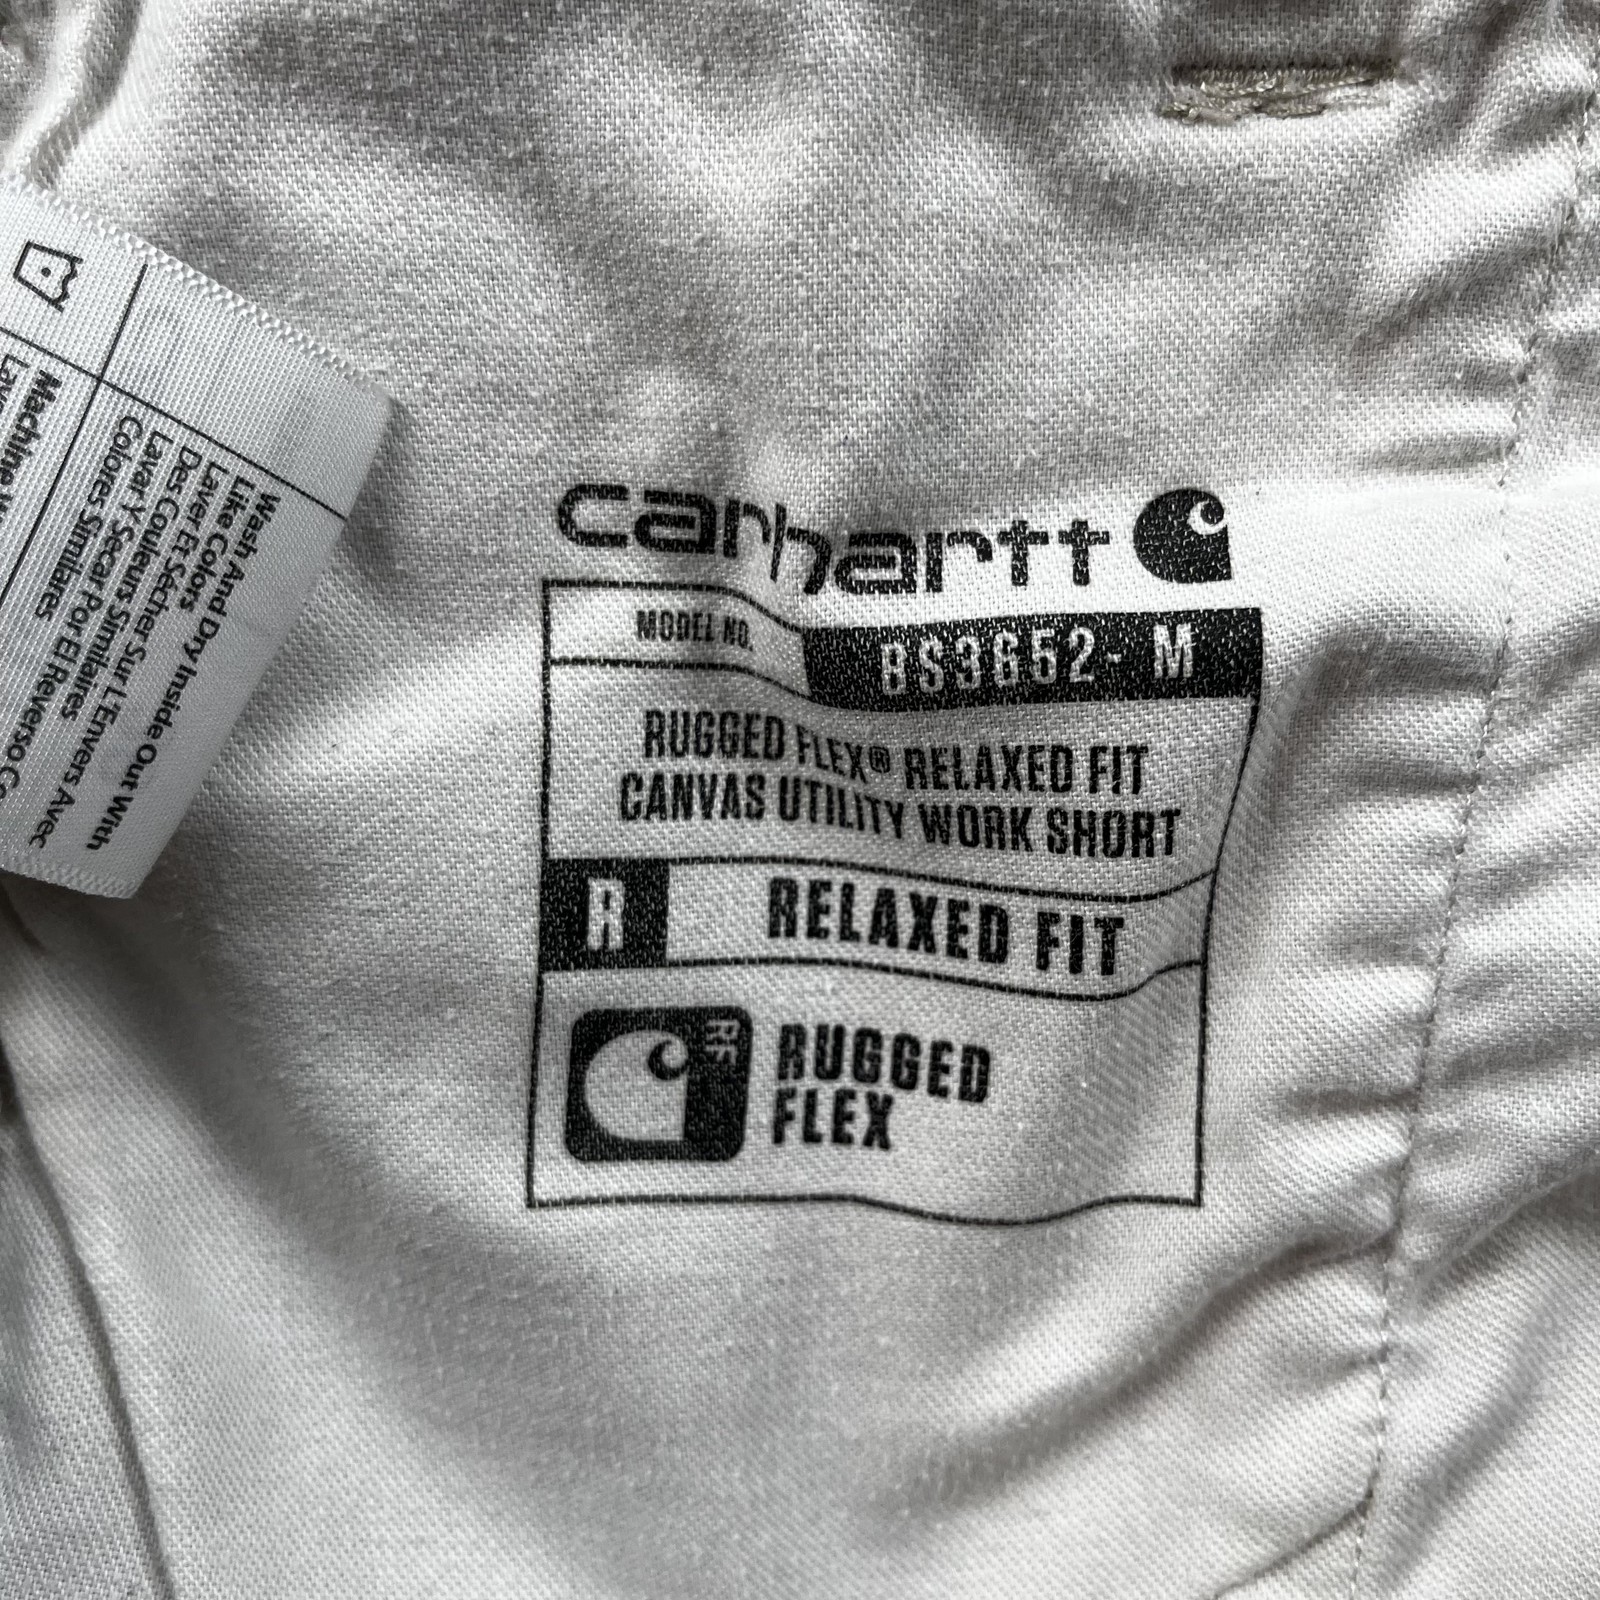 carhartt
MODEL NO.
BS3652- M
RUGGED FLEX® RELAXED FIT
CANVAS UTILITY WORK SHORT
R
RELAXED FIT
RF
RUGGED
FLEX
Wash And Dry Inside Out With
Like Colors
Laver Et Sécher Sur L'Envers Avec
Des Couleurs Similaires
Lavar Y Secar Por El Reverso Co
Colores Similares
Machine